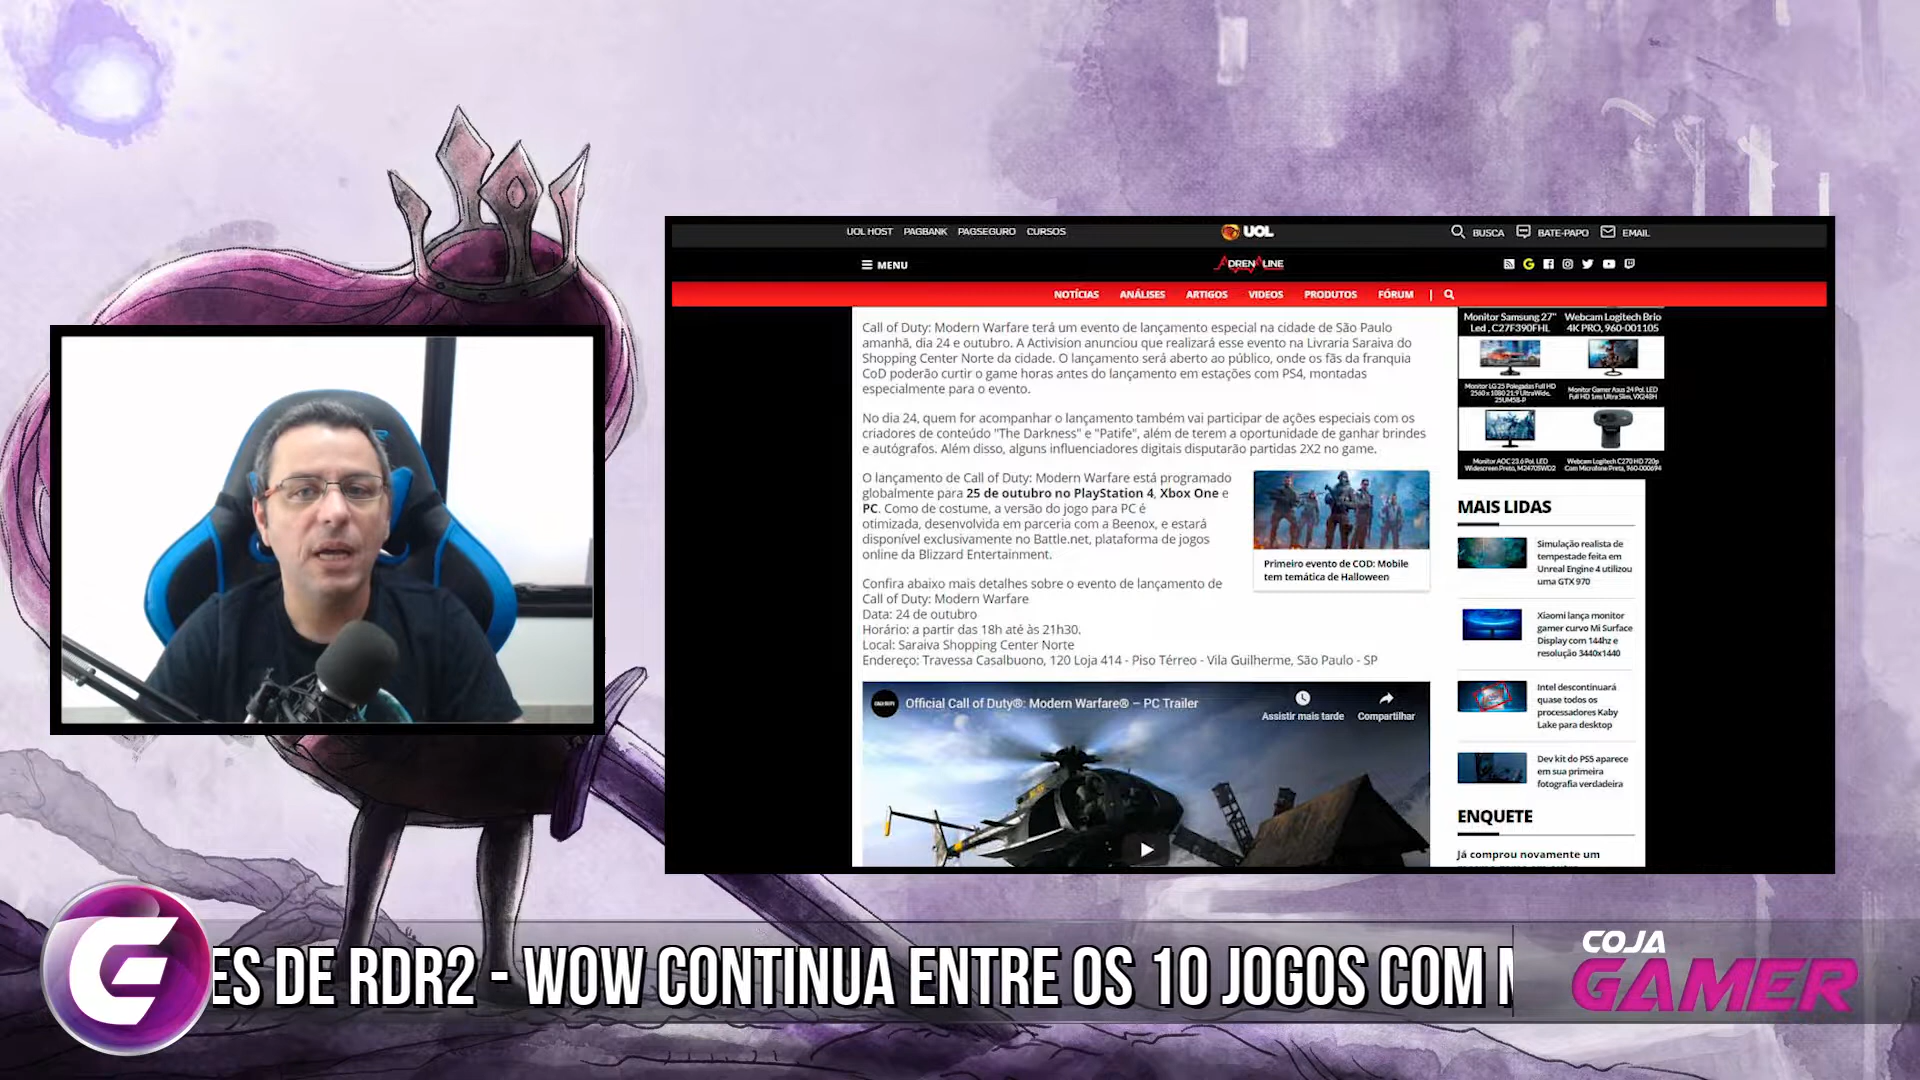 UOL HOST PAGBANK PAGSEGURO CURSOS
UOL
BUSCA BATE-PAPO EMAIL
MENU
ADRENALINE
NOTÍCIAS ANÁLISES ARTIGOS VIDEOS PRODUTOS FÓRUM
Call of Duty: Modern Warfare terá um evento de lançamento especial na cidade de São Paulo
amanhã, dia 24 e outubro. A Activision anunciou que realizará esse evento na Livraria Saraiva do
Shopping Center Norte da cidade. O lançamento será aberto ao público, onde os fãs da franquia
CoD poderão curtir o game horas antes do lançamento em estações com PS4, montadas
especialmente para o evento.
No dia 24, quem for acompanhar o lançamento também vai participar de ações especiais com os
criadores de conteúdo "The Darkness" e "Patife", além de terem a oportunidade de ganhar brindes
e autógrafos. Além disso, alguns influenciadores digitais disputarão partidas 2X2 no game.
O lançamento de Call of Duty: Modern Warfare está programado
globalmente para 25 de outubro no PlayStation 4, Xbox One e
PC. Como de costume, a versão do jogo para PC é
otimizada, desenvolvida em parceria com a Beenox, e estará
disponível exclusivamente no Battle.net, plataforma de jogos
online da Blizzard Entertainment.
Primeiro evento de COD: Mobile
tem temática de Halloween
Confira abaixo mais detalhes sobre o evento de lançamento de
Call of Duty: Modern Warfare
Data: 24 de outubro
Horário: a partir das 18h até às 21h30.
Local: Saraiva Shopping Center Norte
Endereço: Travessa Casalbuono, 120 Loja 414 - Piso Térreo - Vila Guilherme, São Paulo - SP
CALL OF DUTY
Official Call of Duty®: Modern Warfare® – PC Trailer
Assistir mais tarde
Compartilhar
Monitor Samsung 27"
Led , C27F390FHL
Webcam Logitech Brio
4K PRO, 960-001105
Monitor LG 25 Polegadas Full HD
2560 x 1080 21:9 UltraWide,
25UM58-P
Monitor Gamer Asus 24 Pol. LED
Full HD 1ms Ultra Slim, VX248H
Monitor AOC 23.6 Pol. LED
Widescreen Preto, M2470SWD2
Webcam Logitech C270 HD 720p
Com Microfone Preta, 960-000694
MAIS LIDAS
Simulação realista de
tempestade feita em
Unreal Engine 4 utilizou
uma GTX 970
Xiaomi lança monitor
gamer curvo Mi Surface
Display com 144hz e
resolução 3440x1440
Intel descontinuará
quase todos os
processadores Kaby
Lake para desktop
Dev kit do PS5 aparece
em sua primeira
fotografia verdadeira
ENQUETE
Já comprou novamente um
ES DE RDR2 - WOW CONTINUA ENTRE OS 10 JOGOS COM
COJA
GAMER